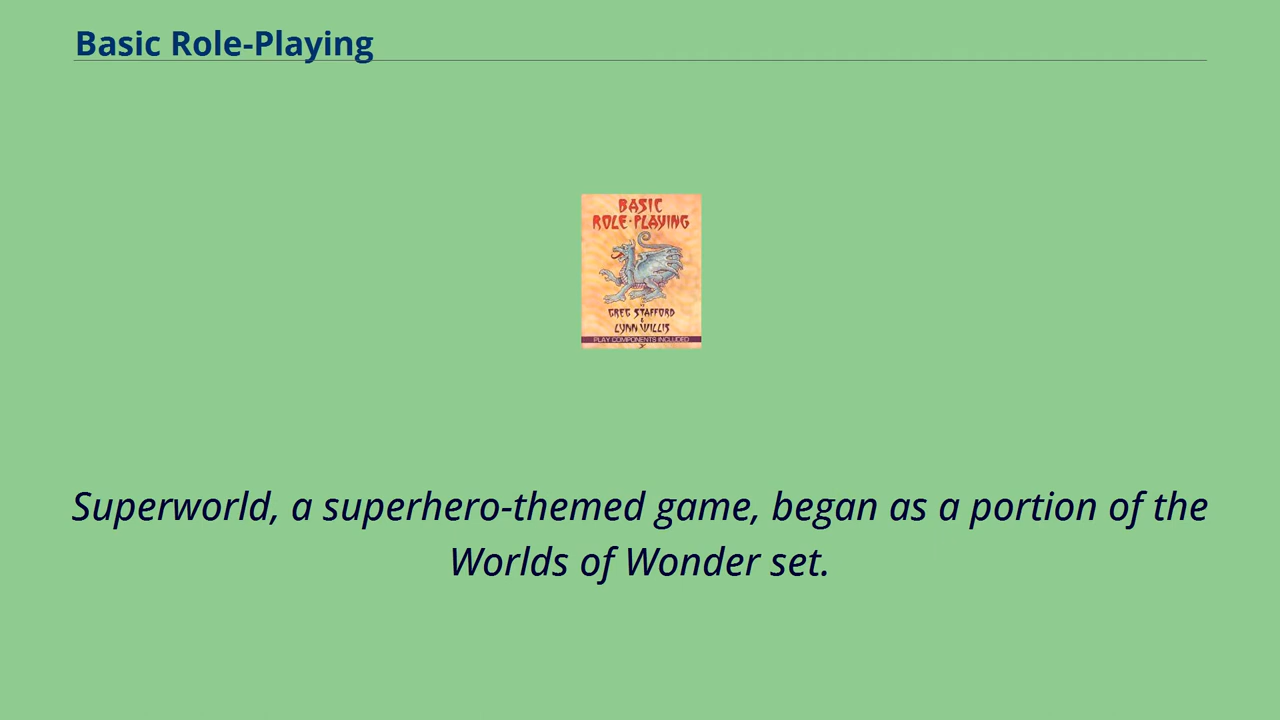 Basic Role-Playing
BASIC
ROLE·PLAYING
GREG STAFFORD
&
LYNN WILLIS
PLAY COMPONENTS INCLUDED
Superworld, a superhero-themed game, began as a portion of the
Worlds of Wonder set.